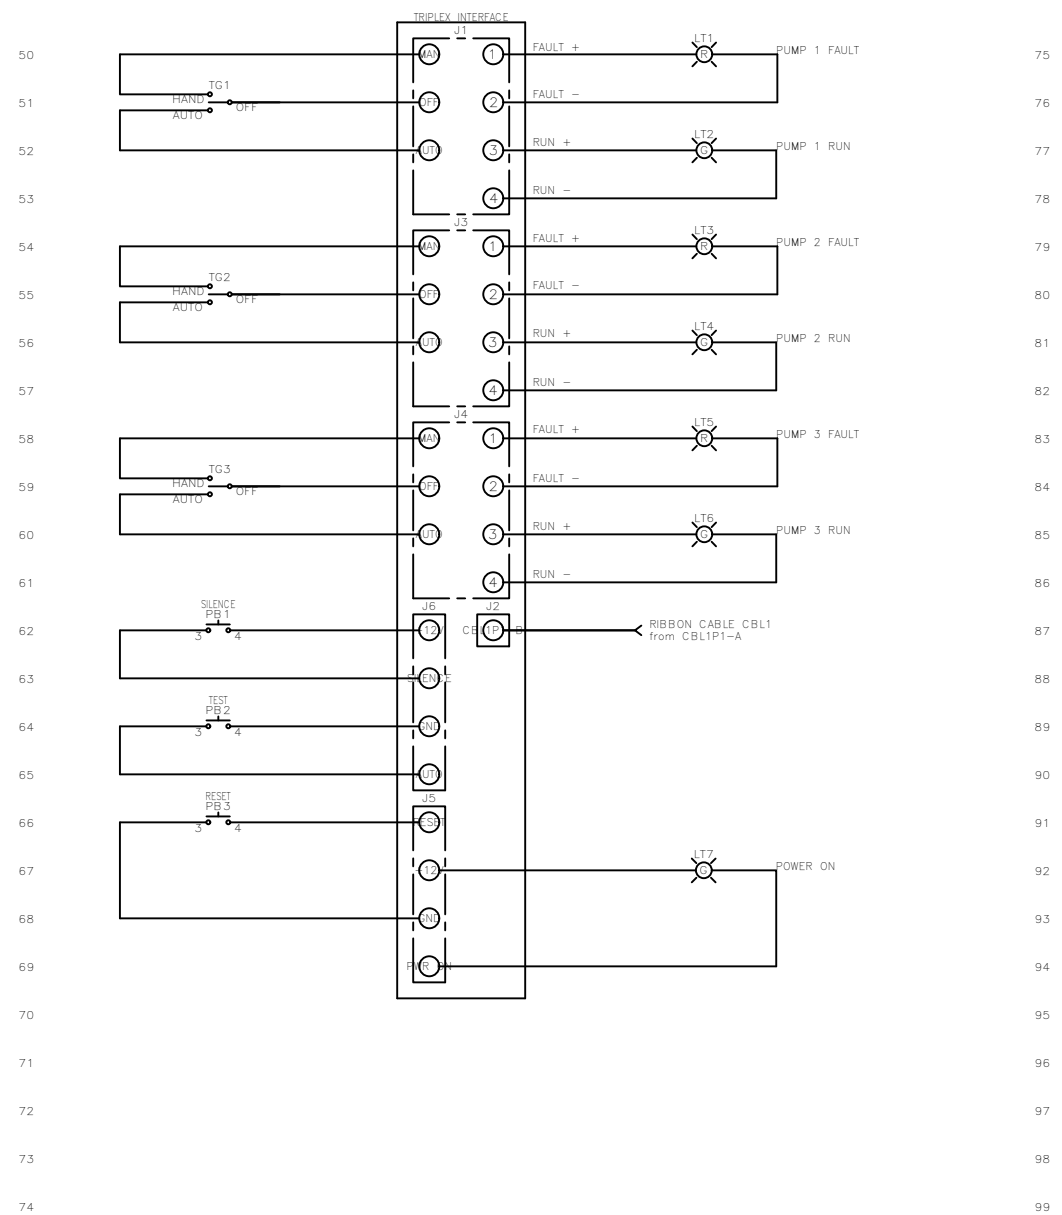 TRIPLEX INTERFACE
J1
50 MAN 1 FAULT + LT1 R PUMP 1 FAULT 75
TG1
HAND
51 OFF OFF 2 FAULT - 76
AUTO
LT2
52 AUTO 3 RUN + G PUMP 1 RUN 77
53 4 RUN - 78
J3
54 MAN 1 FAULT + LT3 R PUMP 2 FAULT 79
TG2
HAND
55 OFF OFF 2 FAULT - 80
AUTO
LT4
56 AUTO 3 RUN + G PUMP 2 RUN 81
57 4 RUN - 82
J4
58 MAN 1 FAULT + LT5 R PUMP 3 FAULT 83
TG3
HAND
59 OFF OFF 2 FAULT - 84
AUTO
LT6
60 AUTO 3 RUN + G PUMP 3 RUN 85
61 4 RUN - 86
SILENCE J6 J2
PB1
RIBBON CABLE CBL1
62 3 4 +12V 87
from CBL1P1-A
63 SILENCE 88
TEST
PB2
64 3 4 GND 89
65 AUTO 90
RESET J5
PB3
66 3 4 RESET 91
LT7
67 +12V G POWER ON 92
68 GND 93
69 PWR ON 94
70 95
71 96
72 97
73 98
74 99